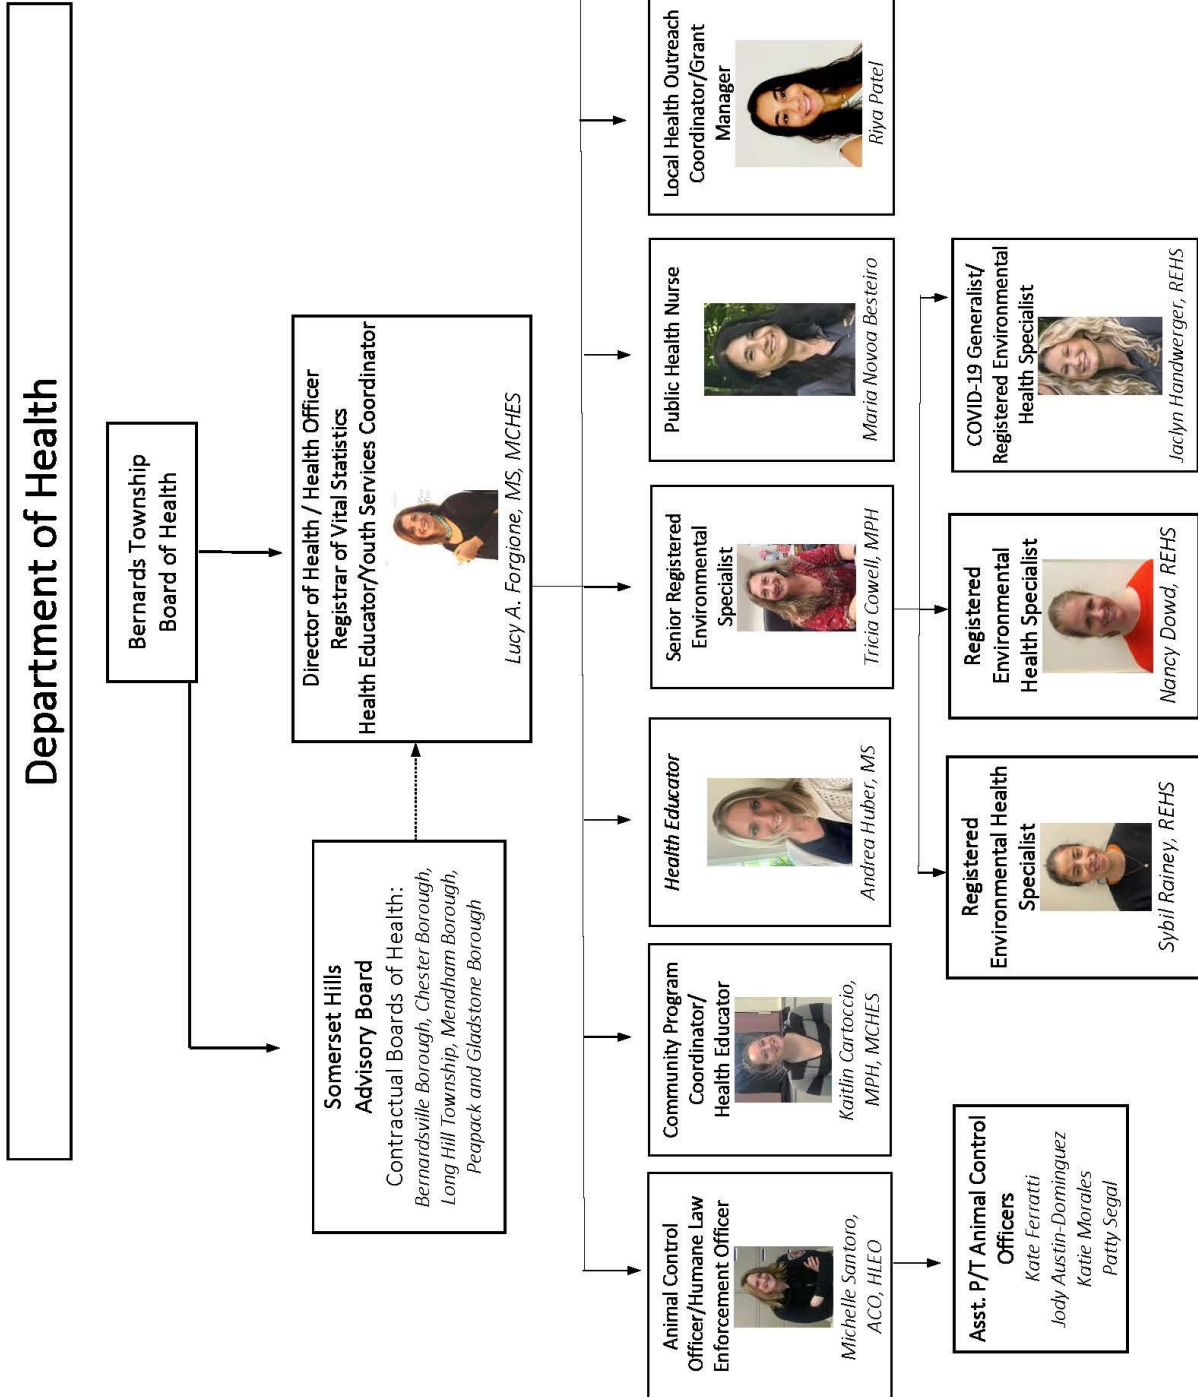 Department of Health
Bernards Township
Board of Health
Somerset Hills
Advisory Board
Contractual Boards of Health:
Bernardsville Borough, Chester Borough,
Long Hill Township, Mendham Borough,
Peapack and Gladstone Borough
Director of Health / Health Officer
Registrar of Vital Statistics
Health Educator/Youth Services Coordinator
Lucy A. Forgione, MS, MCHES
Animal Control
Officer/Humane Law
Enforcement Officer
Michelle Santoro,
ACO, HLEO
Community Program
Coordinator/
Health Educator
Kaitlin Cartoccio,
MPH, MCHES
Health Educator
Andrea Huber, MS
Senior Registered
Environmental
Specialist
Tricia Cowell, MPH
Public Health Nurse
Maria Novoa Besteiro
Local Health Outreach
Coordinator/Grant
Manager
Riya Patel
Asst. P/T Animal Control
Officers
Kate Ferratti
Jody Austin-Dominguez
Katie Morales
Patty Segal
Registered
Environmental Health
Specialist
Sybil Rainey, REHS
Registered
Environmental
Health Specialist
Nancy Dowd, REHS
COVID-19 Generalist/
Registered Environmental
Health Specialist
Jaclyn Handwerger, REHS